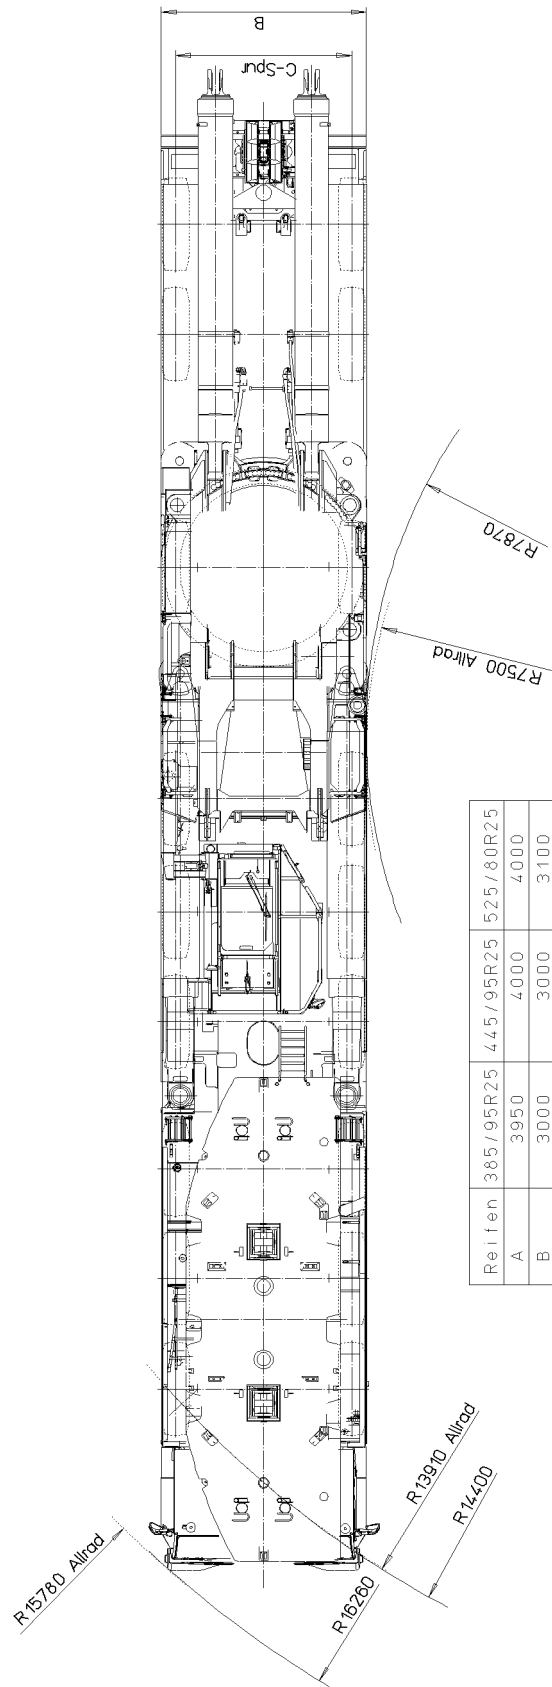 B
C-Spur
R7870
R7500 Allrad
Reifen 385/95R25 445/95R25 525/80R25
A 3950 4000 4000
B 3000 3000 3100
R13910 Allrad
R14400
R15780 Allrad
R16260